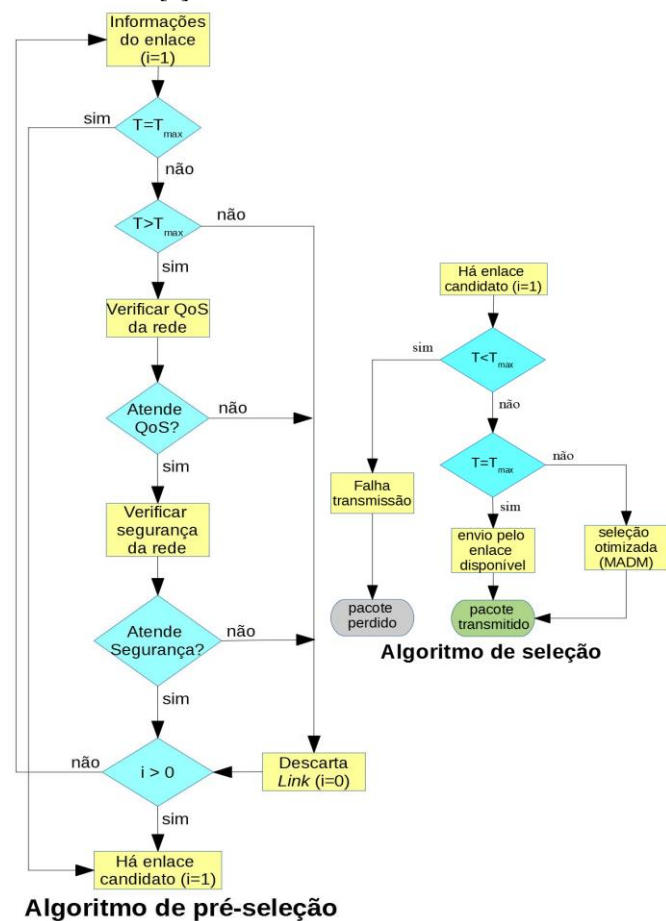 Informações
do enlace
(i=1)
sim
T=Tmax
não
T>Tmax
não
sim
Verificar QoS
da rede
Atende
QoS?
não
sim
Verificar
segurança
da rede
Atende
Segurança?
não
sim
i > 0
não
Descarta
Link (i=0)
sim
Há enlace
candidato (i=1)
Algoritmo de pré-seleção
Há enlace
candidato (i=1)
sim
T<Tmax
não
T=Tmax
não
Falha
transmissão
sim
envio pelo
enlace
disponível
seleção
otimizada
(MADM)
pacote
perdido
pacote
transmitido
Algoritmo de seleção